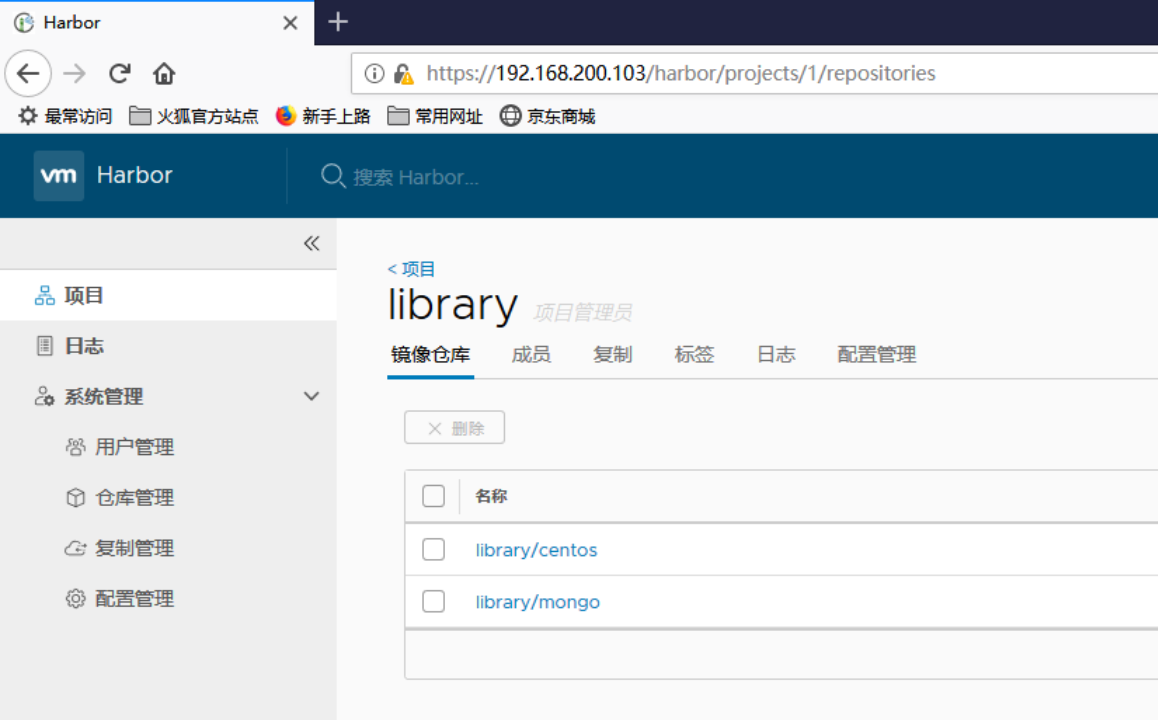 Harbor
https://192.168.200.103/harbor/projects/1/repositories
最常访问 火狐官方站点 新手上路 常用网址 京东商城
vm Harbor 搜索 Harbor...
< 项目
项目
library 项目管理员
日志
镜像仓库 成员 复制 标签 日志 配置管理
系统管理
删除
用户管理
仓库管理
名称
复制管理
library/centos
配置管理
library/mongo